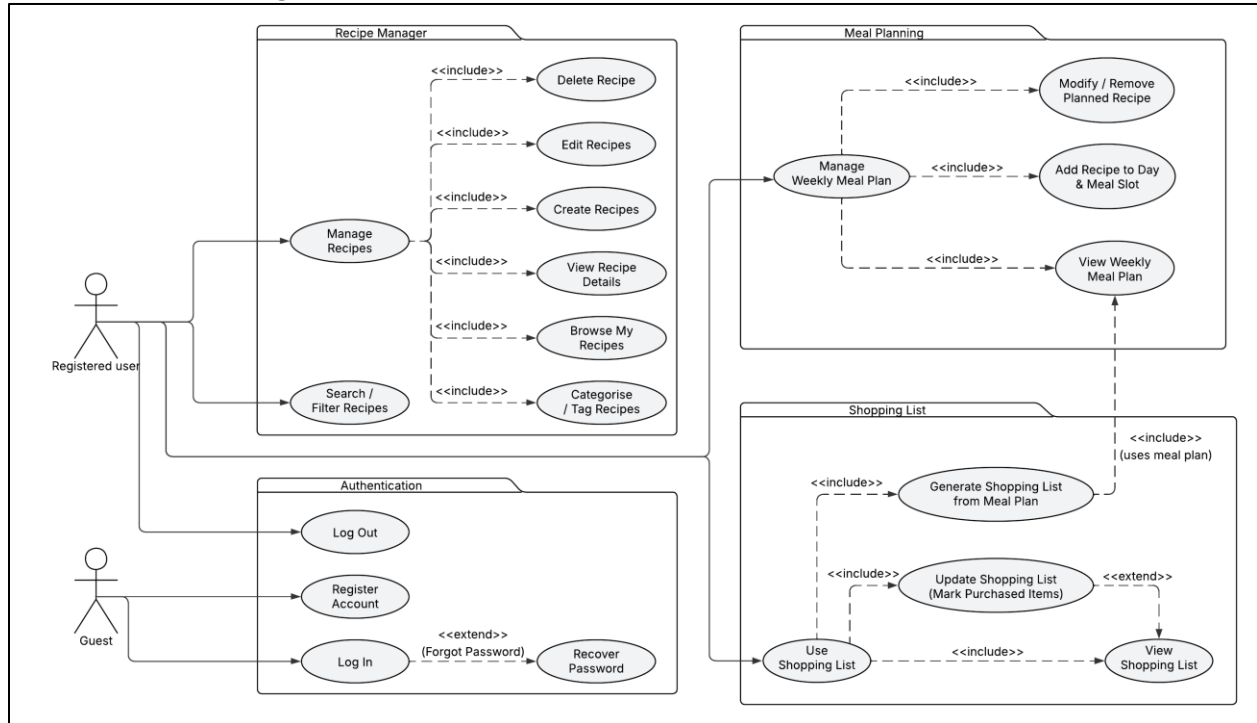 Recipe Manager
<<include>>
Delete Recipe
<<include>>
Edit Recipes
<<include>>
Create Recipes
Manage
Recipes
<<include>>
View Recipe
Details
<<include>>
Browse My
Recipes
<<include>>
Categorise
/ Tag Recipes
Search /
Filter Recipes
Registered user
Meal Planning
<<include>>
Modify / Remove
Planned Recipe
Manage
Weekly Meal Plan
<<include>>
Add Recipe to Day
& Meal Slot
<<include>>
View Weekly
Meal Plan
Authentication
Log Out
Register
Account
Guest
Log In
<<extend>>
(Forgot Password)
Recover
Password
Shopping List
<<include>>
(uses meal plan)
<<include>>
Generate Shopping List
from Meal Plan
<<include>>
Update Shopping List
(Mark Purchased Items)
<<extend>>
Use
Shopping List
<<include>>
View
Shopping List